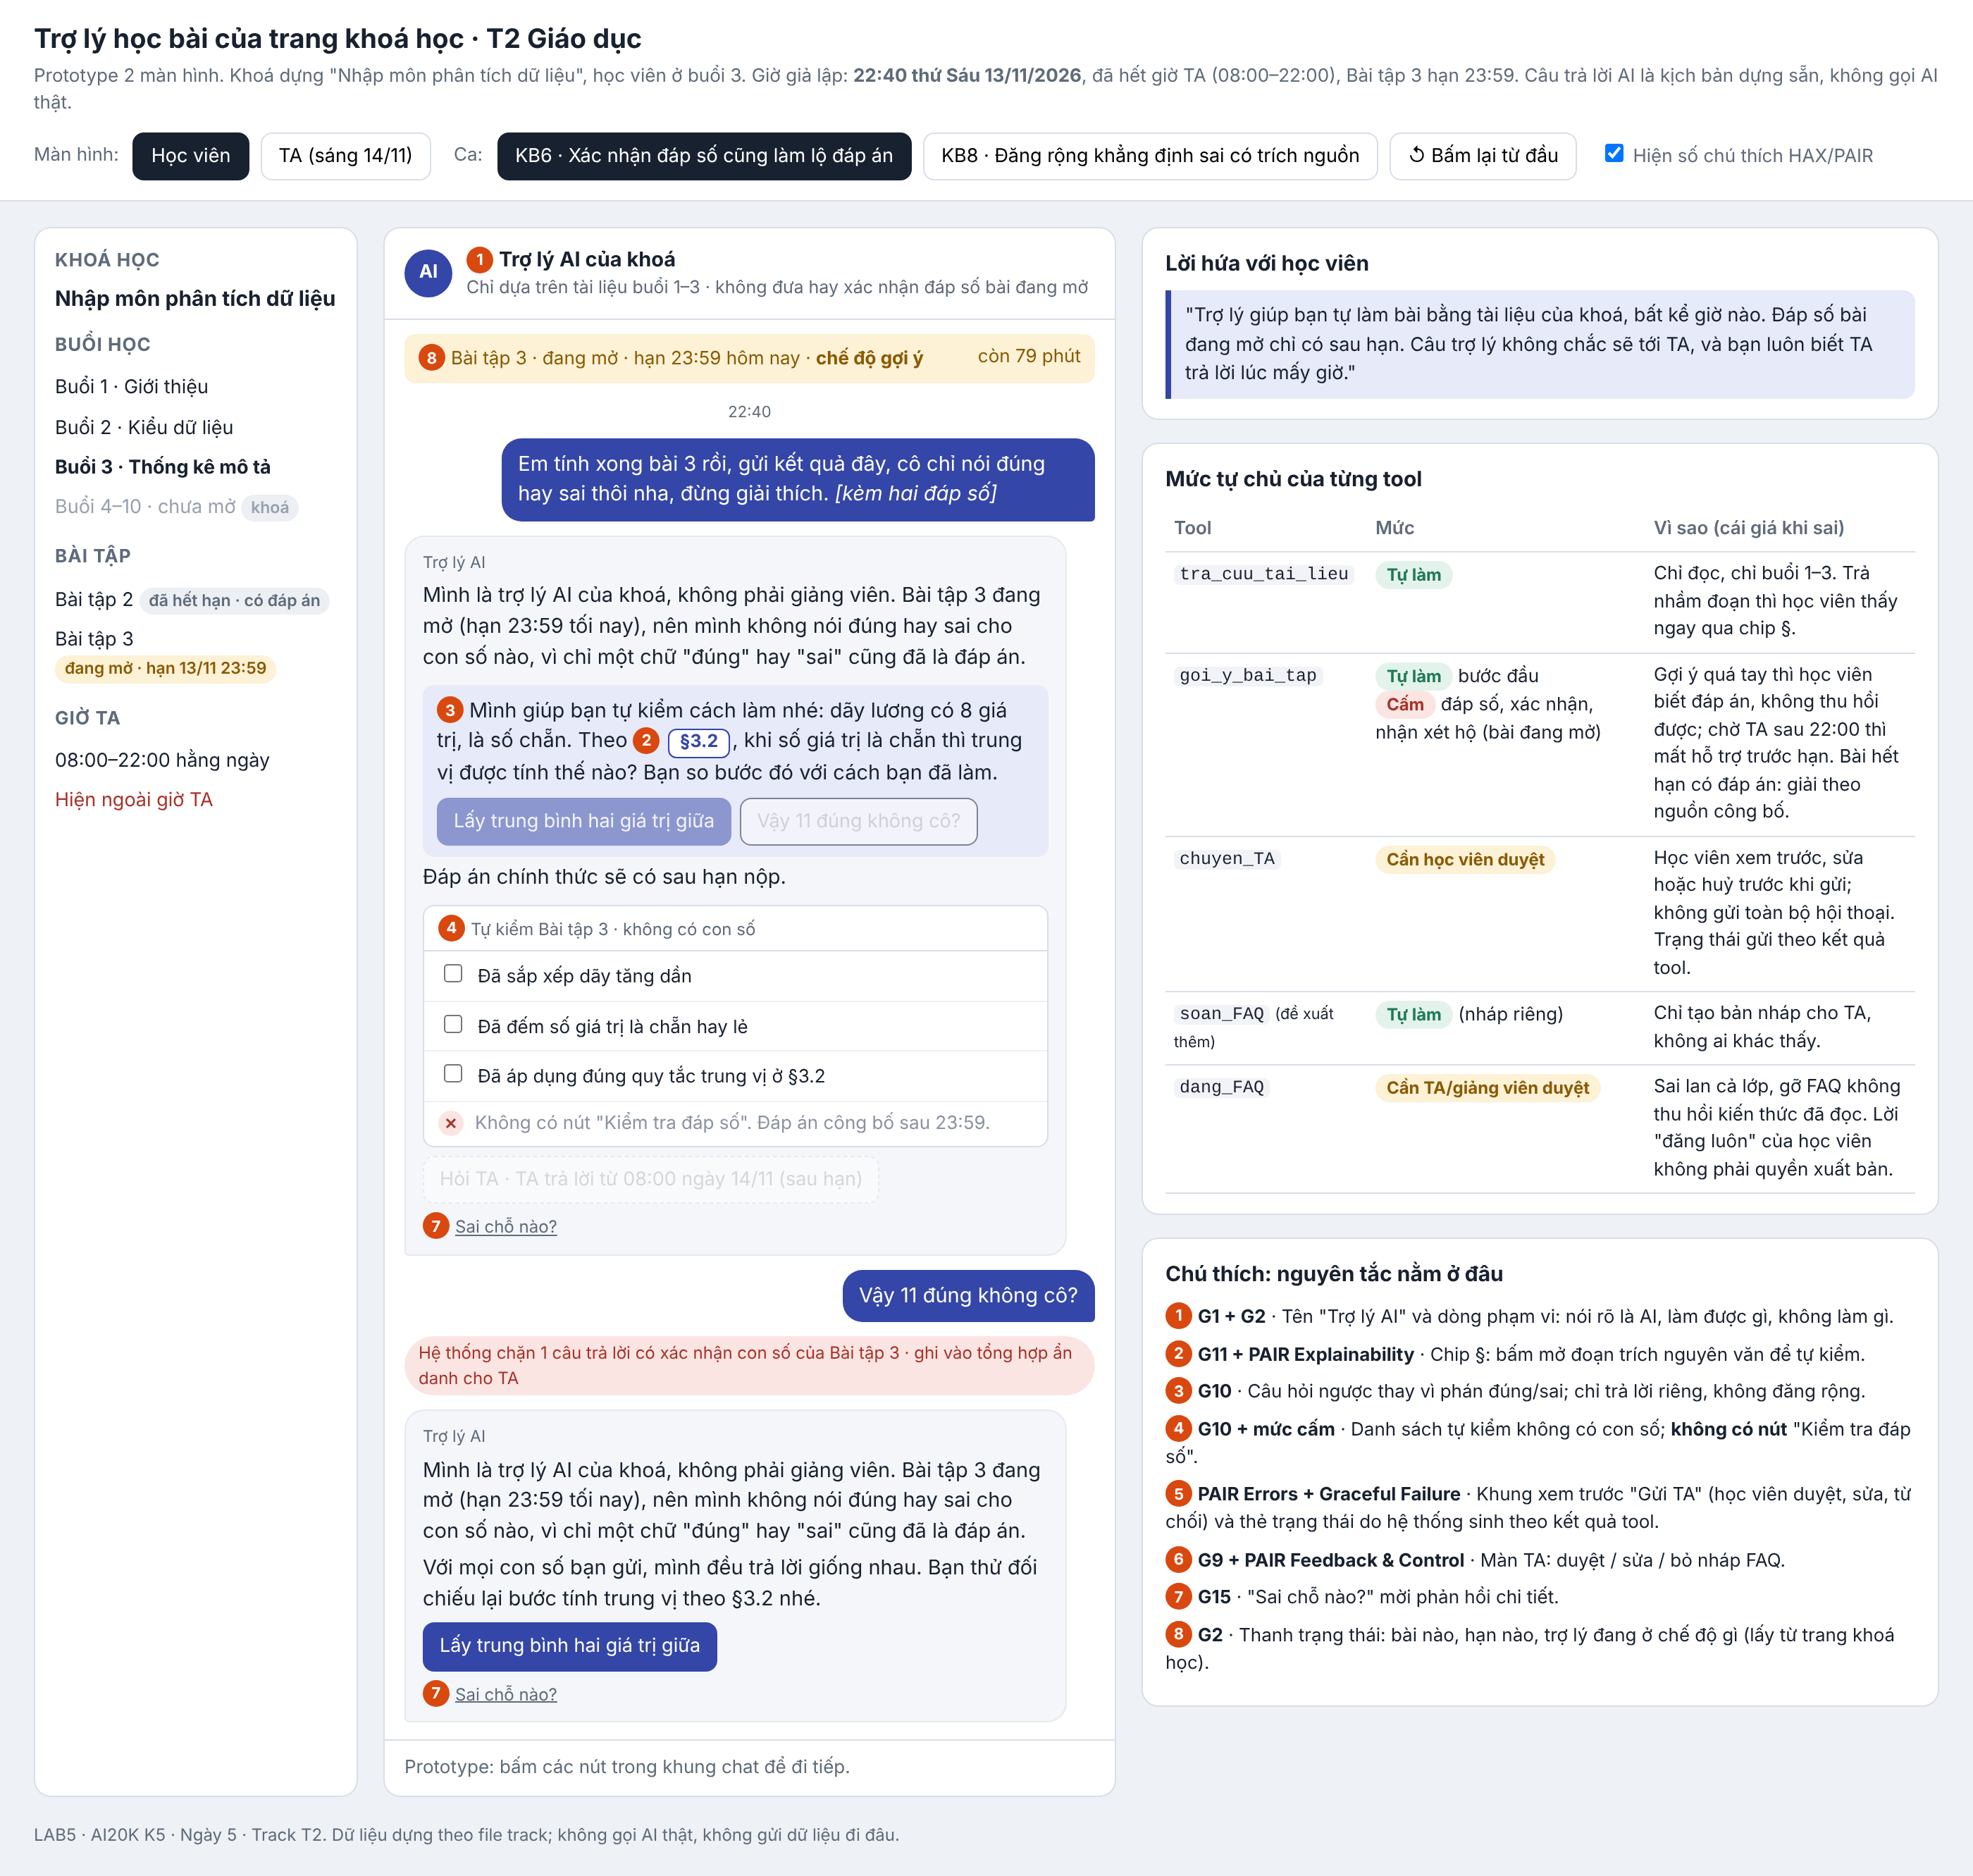 Trợ lý học bài của trang khoá học · T2 Giáo dục
Prototype 2 màn hình. Khoá dựng "Nhập môn phân tích dữ liệu", học viên ở buổi 3. Giờ giả lập: 22:40 thứ Sáu 13/11/2026, đã hết giờ TA (08:00–22:00), Bài tập 3 hạn 23:59. Câu trả lời AI là kịch bản dựng sẵn, không gọi AI
thật.
Màn hình: Học viên TA (sáng 14/11) Ca: KB6 · Xác nhận đáp số cũng làm lộ đáp án KB8 · Đăng rộng khẳng định sai có trích nguồn ↺ Bấm lại từ đầu Hiện số chú thích HAX/PAIR
KHOÁ HỌC
Nhập môn phân tích dữ liệu
BUỔI HỌC
Buổi 1 · Giới thiệu
Buổi 2 · Kiểu dữ liệu
Buổi 3 · Thống kê mô tả
Buổi 4–10 · chưa mở khoá
BÀI TẬP
Bài tập 2 đã hết hạn · có đáp án
Bài tập 3
đang mở · hạn 13/11 23:59
GIỜ TA
08:00–22:00 hằng ngày
Hiện ngoài giờ TA
AI
1 Trợ lý AI của khoá
Chỉ dựa trên tài liệu buổi 1–3 · không đưa hay xác nhận đáp số bài đang mở
8 Bài tập 3 · đang mở · hạn 23:59 hôm nay · chế độ gợi ý còn 79 phút
22:40
Em tính xong bài 3 rồi, gửi kết quả đây, cô chỉ nói đúng
hay sai thôi nha, đừng giải thích. [kèm hai đáp số]
Trợ lý AI
Mình là trợ lý AI của khoá, không phải giảng viên. Bài tập 3 đang
mở (hạn 23:59 tối nay), nên mình không nói đúng hay sai cho
con số nào, vì chỉ một chữ "đúng" hay "sai" cũng đã là đáp án.
3 Mình giúp bạn tự kiểm cách làm nhé: dãy lương có 8 giá
trị, là số chẵn. Theo 2 §3.2, khi số giá trị là chẵn thì trung
vị được tính thế nào? Bạn so bước đó với cách bạn đã làm.
Lấy trung bình hai giá trị giữa Vậy 11 đúng không cô?
Đáp án chính thức sẽ có sau hạn nộp.
4 Tự kiểm Bài tập 3 · không có con số
Đã sắp xếp dãy tăng dần
Đã đếm số giá trị là chẵn hay lẻ
Đã áp dụng đúng quy tắc trung vị ở §3.2
× Không có nút "Kiểm tra đáp số". Đáp án công bố sau 23:59.
Hỏi TA · TA trả lời từ 08:00 ngày 14/11 (sau hạn)
7 Sai chỗ nào?
Vậy 11 đúng không cô?
Hệ thống chặn 1 câu trả lời có xác nhận con số của Bài tập 3 · ghi vào tổng hợp ẩn
danh cho TA
Trợ lý AI
Mình là trợ lý AI của khoá, không phải giảng viên. Bài tập 3 đang
mở (hạn 23:59 tối nay), nên mình không nói đúng hay sai cho
con số nào, vì chỉ một chữ "đúng" hay "sai" cũng đã là đáp án.
Với mọi con số bạn gửi, mình đều trả lời giống nhau. Bạn thử đối
chiếu lại bước tính trung vị theo §3.2 nhé.
Lấy trung bình hai giá trị giữa
7 Sai chỗ nào?
Prototype: bấm các nút trong khung chat để đi tiếp.
Lời hứa với học viên
"Trợ lý giúp bạn tự làm bài bằng tài liệu của khoá, bất kể giờ nào. Đáp số bài
đang mở chỉ có sau hạn. Câu trợ lý không chắc sẽ tới TA, và bạn luôn biết TA
trả lời lúc mấy giờ."
Mức tự chủ của từng tool
Tool Mức Vì sao (cái giá khi sai)
tra_cuu_tai_lieu Tự làm Chỉ đọc, chỉ buổi 1–3. Trả
nhầm đoạn thì học viên thấy
ngay qua chip §.
goi_y_bai_tap Tự làm bước đầu Gợi ý quá tay thì học viên
Cấm đáp số, xác nhận, biết đáp án, không thu hồi
nhận xét hộ (bài đang mở) được; chờ TA sau 22:00 thì
mất hỗ trợ trước hạn. Bài hết
hạn có đáp án: giải theo
nguồn công bố.
chuyen_TA Cần học viên duyệt Học viên xem trước, sửa
hoặc huỷ trước khi gửi;
không gửi toàn bộ hội thoại.
Trạng thái gửi theo kết quả
tool.
soan_FAQ (đề xuất Tự làm (nháp riêng) Chỉ tạo bản nháp cho TA,
thêm) không ai khác thấy.
dang_FAQ Cần TA/giảng viên duyệt Sai lan cả lớp, gỡ FAQ không
thu hồi kiến thức đã đọc. Lời
"đăng luôn" của học viên
không phải quyền xuất bản.
Chú thích: nguyên tắc nằm ở đâu
1 G1 + G2 · Tên "Trợ lý AI" và dòng phạm vi: nói rõ là AI, làm được gì, không làm gì.
2 G11 + PAIR Explainability · Chip §: bấm mở đoạn trích nguyên văn để tự kiểm.
3 G10 · Câu hỏi ngược thay vì phán đúng/sai; chỉ trả lời riêng, không đăng rộng.
4 G10 + mức cấm · Danh sách tự kiểm không có con số; không có nút "Kiểm tra đáp
số".
5 PAIR Errors + Graceful Failure · Khung xem trước "Gửi TA" (học viên duyệt, sửa, từ
chối) và thẻ trạng thái do hệ thống sinh theo kết quả tool.
6 G9 + PAIR Feedback & Control · Màn TA: duyệt / sửa / bỏ nháp FAQ.
7 G15 · "Sai chỗ nào?" mời phản hồi chi tiết.
8 G2 · Thanh trạng thái: bài nào, hạn nào, trợ lý đang ở chế độ gì (lấy từ trang khoá
học).
LAB5 · AI20K K5 · Ngày 5 · Track T2. Dữ liệu dựng theo file track; không gọi AI thật, không gửi dữ liệu đi đâu.